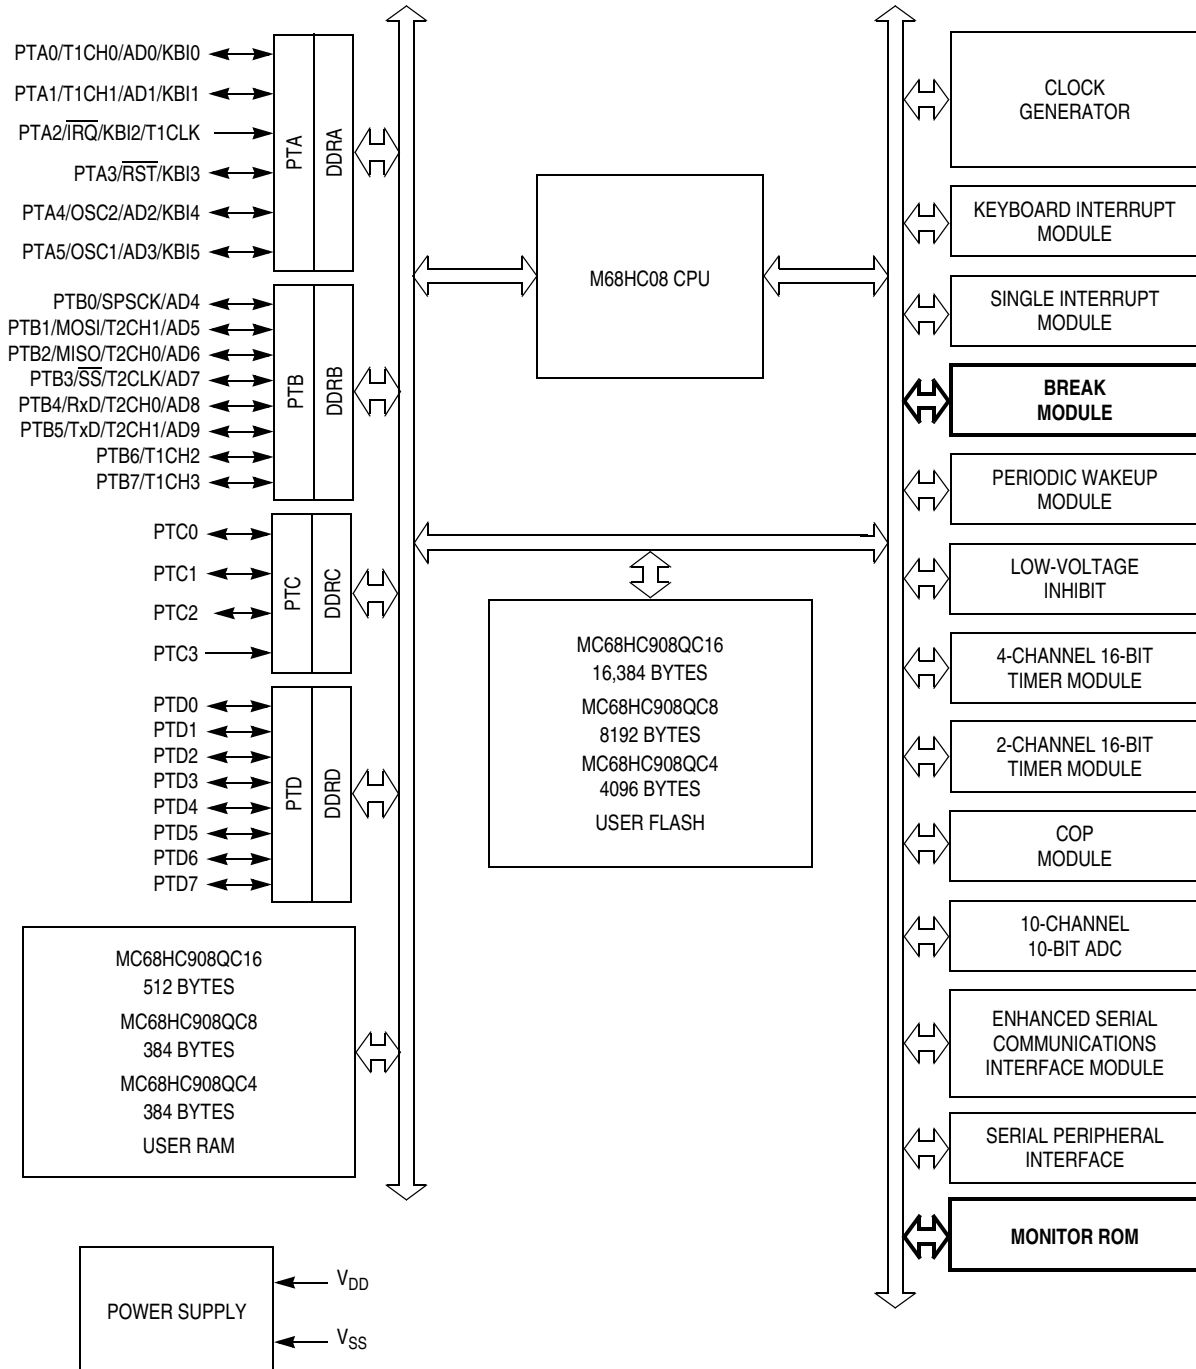 PTA0/T1CH0/AD0/KBI0
PTA1/T1CH1/AD1/KBI1
PTA2/I̅R̅Q̅/KBI2/T1CLK
PTA3/R̅S̅T̅/KBI3
PTA4/OSC2/AD2/KBI4
PTA5/OSC1/AD3/KBI5
PTA
DDRA
PTB0/SPSCK/AD4
PTB1/MOSI/T2CH1/AD5
PTB2/MISO/T2CH0/AD6
PTB3/S̅S̅/T2CLK/AD7
PTB4/RxD/T2CH0/AD8
PTB5/TxD/T2CH1/AD9
PTB6/T1CH2
PTB7/T1CH3
PTB
DDRB
PTC0
PTC1
PTC2
PTC3
PTC
DDRC
PTD0
PTD1
PTD2
PTD3
PTD4
PTD5
PTD6
PTD7
PTD
DDRD
MC68HC908QC16
512 BYTES
MC68HC908QC8
384 BYTES
MC68HC908QC4
384 BYTES
USER RAM
POWER SUPPLY
VDD
VSS
M68HC08 CPU
MC68HC908QC16
16,384 BYTES
MC68HC908QC8
8192 BYTES
MC68HC908QC4
4096 BYTES
USER FLASH
CLOCK
GENERATOR
KEYBOARD INTERRUPT
MODULE
SINGLE INTERRUPT
MODULE
BREAK
MODULE
PERIODIC WAKEUP
MODULE
LOW-VOLTAGE
INHIBIT
4-CHANNEL 16-BIT
TIMER MODULE
2-CHANNEL 16-BIT
TIMER MODULE
COP
MODULE
10-CHANNEL
10-BIT ADC
ENHANCED SERIAL
COMMUNICATIONS
INTERFACE MODULE
SERIAL PERIPHERAL
INTERFACE
MONITOR ROM